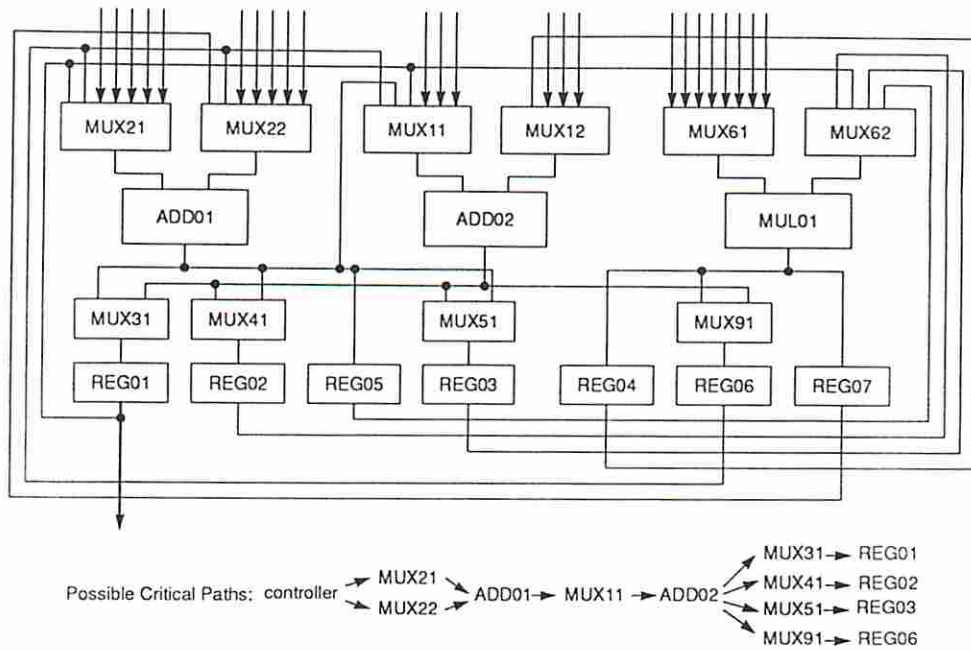 MUX21 MUX22 MUX11 MUX12 MUX61 MUX62
ADD01 ADD02 MUL01
MUX31 MUX41 MUX51 MUX91
REG01 REG02 REG05 REG03 REG04 REG06 REG07
MUX31 REG01
MUX21 MUX41 REG02
Possible Critical Paths: controller ADD01 MUX11 ADD02
MUX22 MUX51 REG03
MUX91 REG06